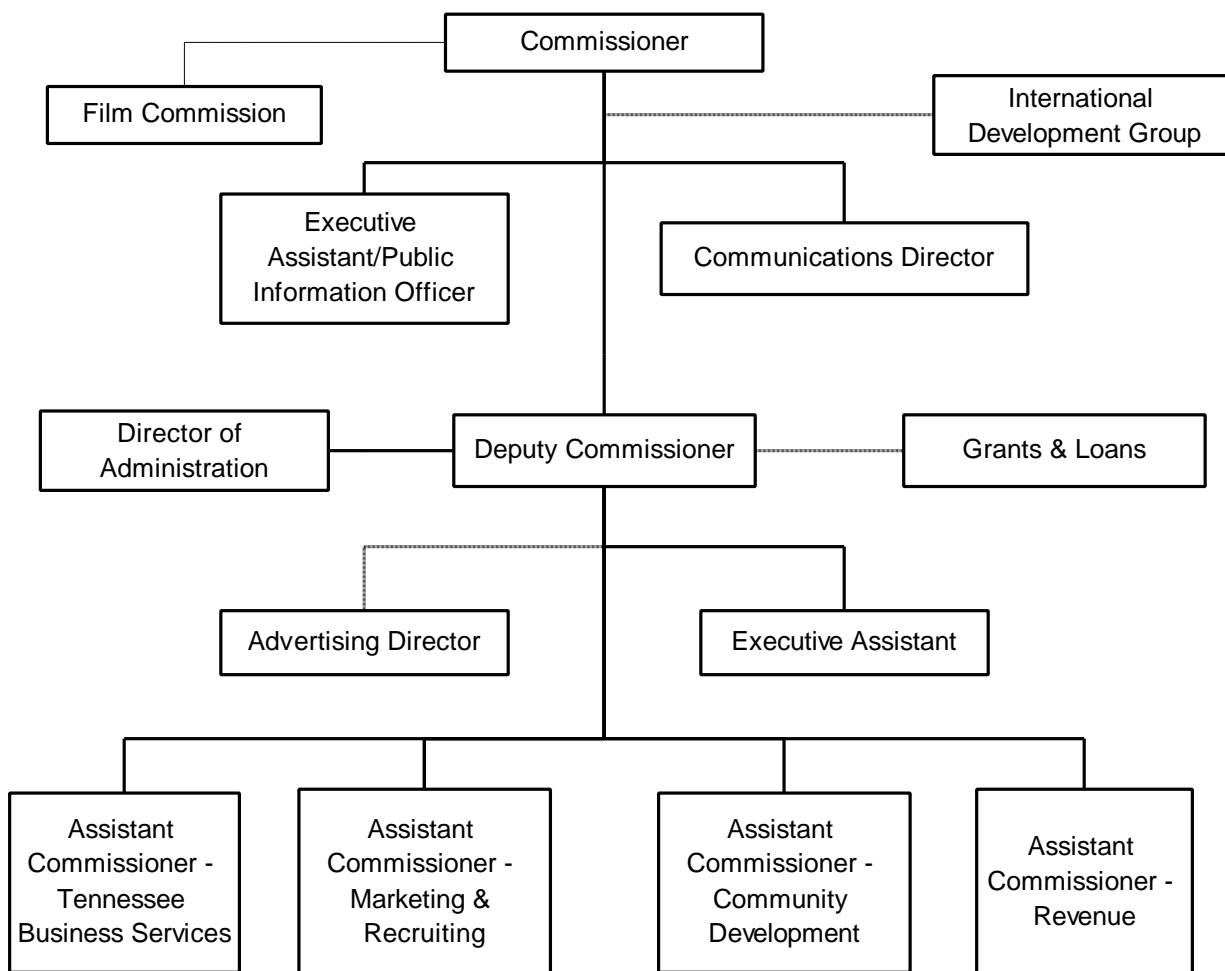 Commissioner
Film Commission
International
Development Group
Executive
Assistant/Public
Information Officer
Communications Director
Director of
Administration
Deputy Commissioner
Grants & Loans
Advertising Director
Executive Assistant
Assistant
Commissioner -
Tennessee
Business Services
Assistant
Commissioner -
Marketing &
Recruiting
Assistant
Commissioner -
Community
Development
Assistant
Commissioner -
Revenue